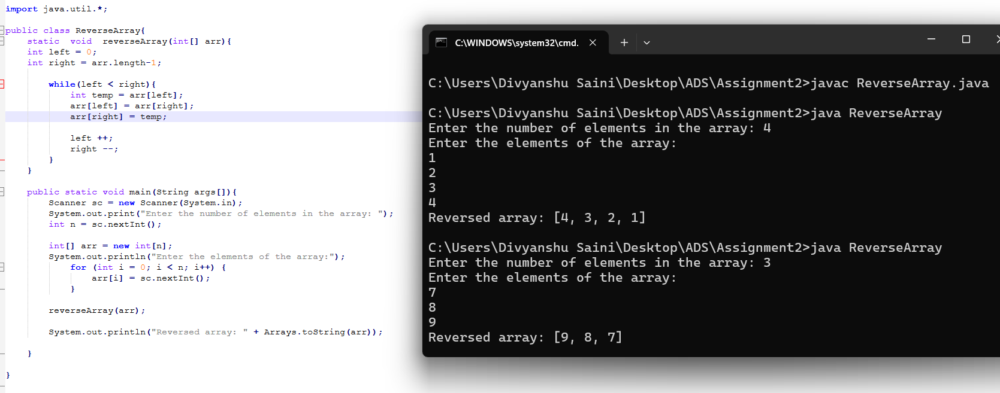 import java.util.*;
public class ReverseArray{
static void reverseArray(int[] arr){
int left = 0;
int right = arr.length-1;
while(left < right){
int temp = arr[left];
arr[left] = arr[right];
arr[right] = temp;
left ++;
right --;
}
}
public static void main(String args[]){
Scanner sc = new Scanner(System.in);
System.out.print("Enter the number of elements in the array: ");
int n = sc.nextInt();
int[] arr = new int[n];
System.out.println("Enter the elements of the array:");
for (int i = 0; i < n; i++) {
arr[i] = sc.nextInt();
}
reverseArray(arr);
System.out.println("Reversed array: " + Arrays.toString(arr));
}
}
C:\WINDOWS\system32\cmd.
C:\Users\Divyanshu Saini\Desktop\ADS\Assignment2>javac ReverseArray.java
C:\Users\Divyanshu Saini\Desktop\ADS\Assignment2>java ReverseArray
Enter the number of elements in the array: 4
Enter the elements of the array:
1
2
3
4
Reversed array: [4, 3, 2, 1]
C:\Users\Divyanshu Saini\Desktop\ADS\Assignment2>java ReverseArray
Enter the number of elements in the array: 3
Enter the elements of the array:
7
8
9
Reversed array: [9, 8, 7]